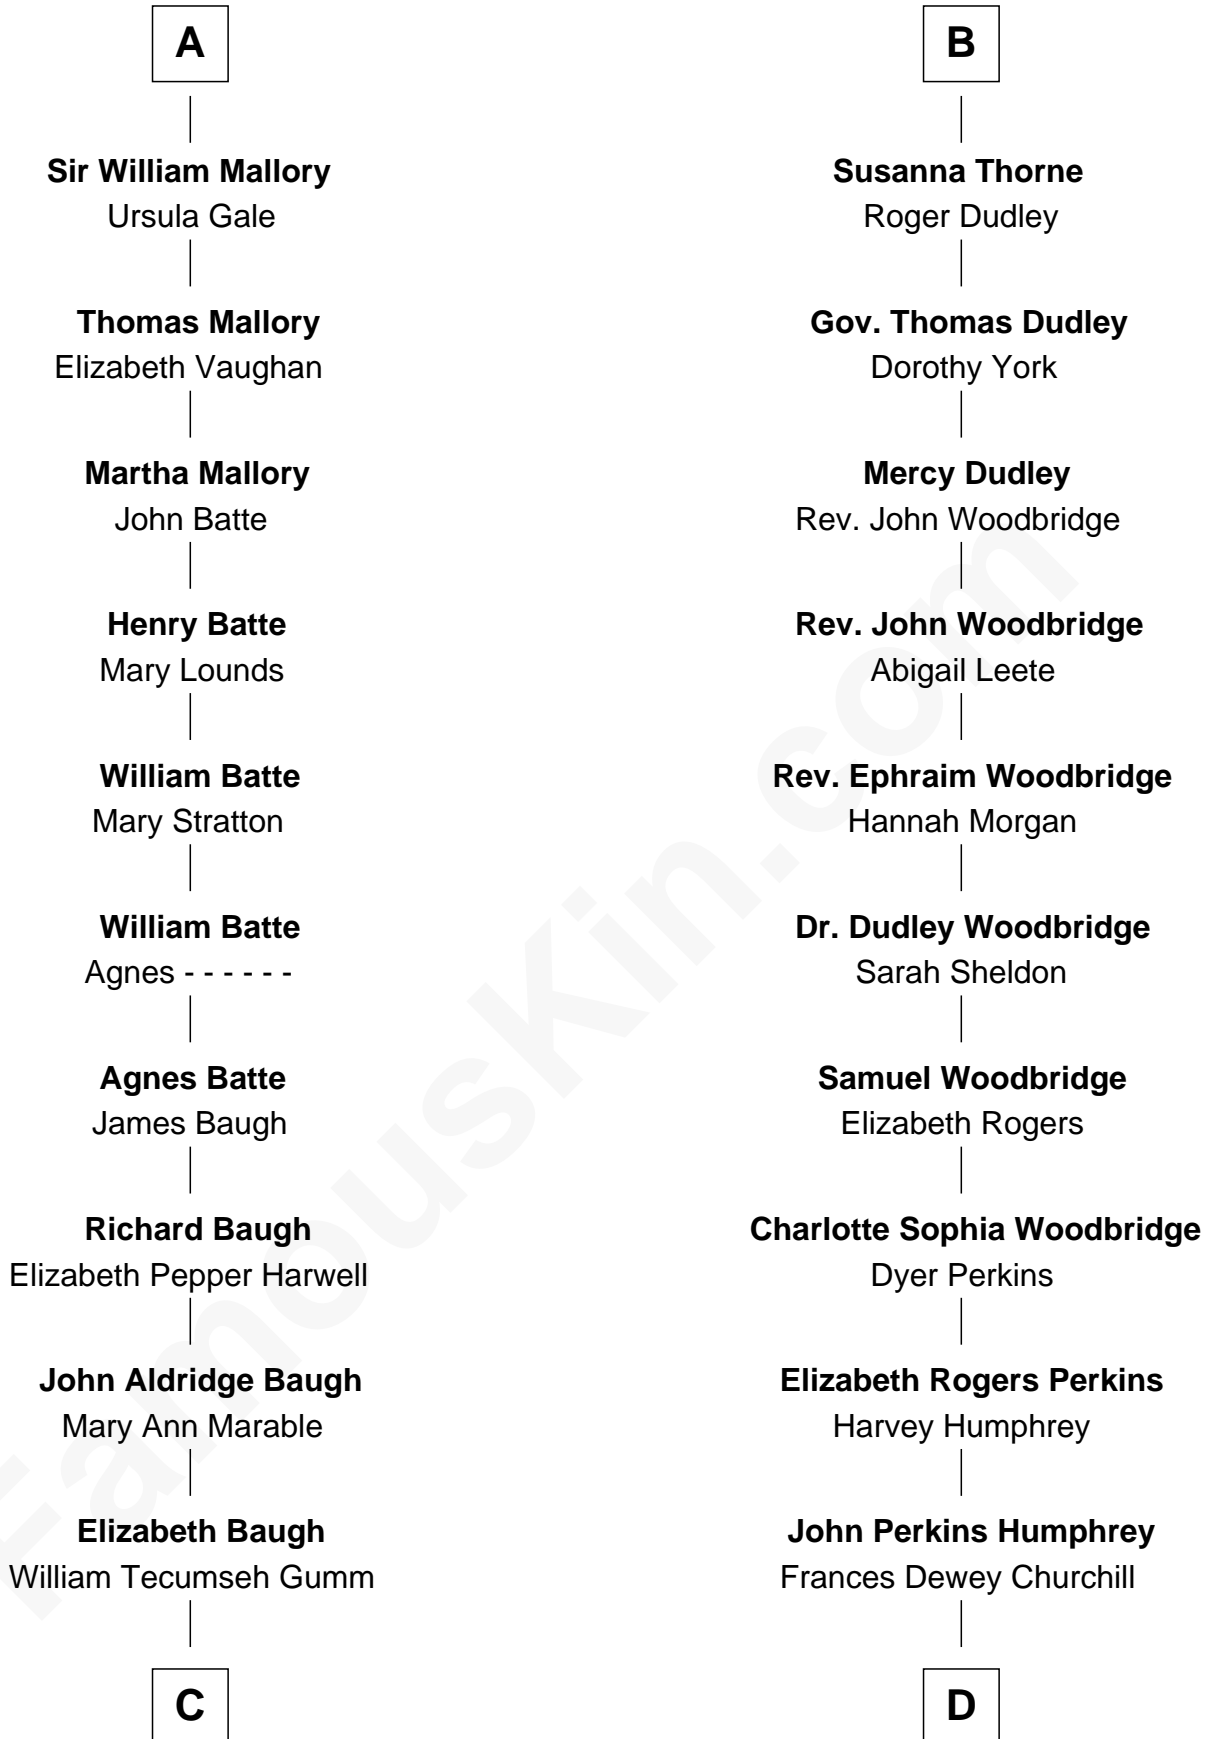 A
Sir William Mallory
Ursula Gale
Thomas Mallory
Elizabeth Vaughan
Martha Mallory
John Batte
Henry Batte
Mary Lounds
William Batte
Mary Stratton
William Batte
Agnes - - - - - -
Agnes Batte
James Baugh
Richard Baugh
Elizabeth Pepper Harwell
John Aldridge Baugh
Mary Ann Marable
Elizabeth Baugh
William Tecumseh Gumm
C
B
Susanna Thorne
Roger Dudley
Gov. Thomas Dudley
Dorothy York
Mercy Dudley
Rev. John Woodbridge
Rev. John Woodbridge
Abigail Leete
Rev. Ephraim Woodbridge
Hannah Morgan
Dr. Dudley Woodbridge
Sarah Sheldon
Samuel Woodbridge
Elizabeth Rogers
Charlotte Sophia Woodbridge
Dyer Perkins
Elizabeth Rogers Perkins
Harvey Humphrey
John Perkins Humphrey
Frances Dewey Churchill
D
FamousKin.com